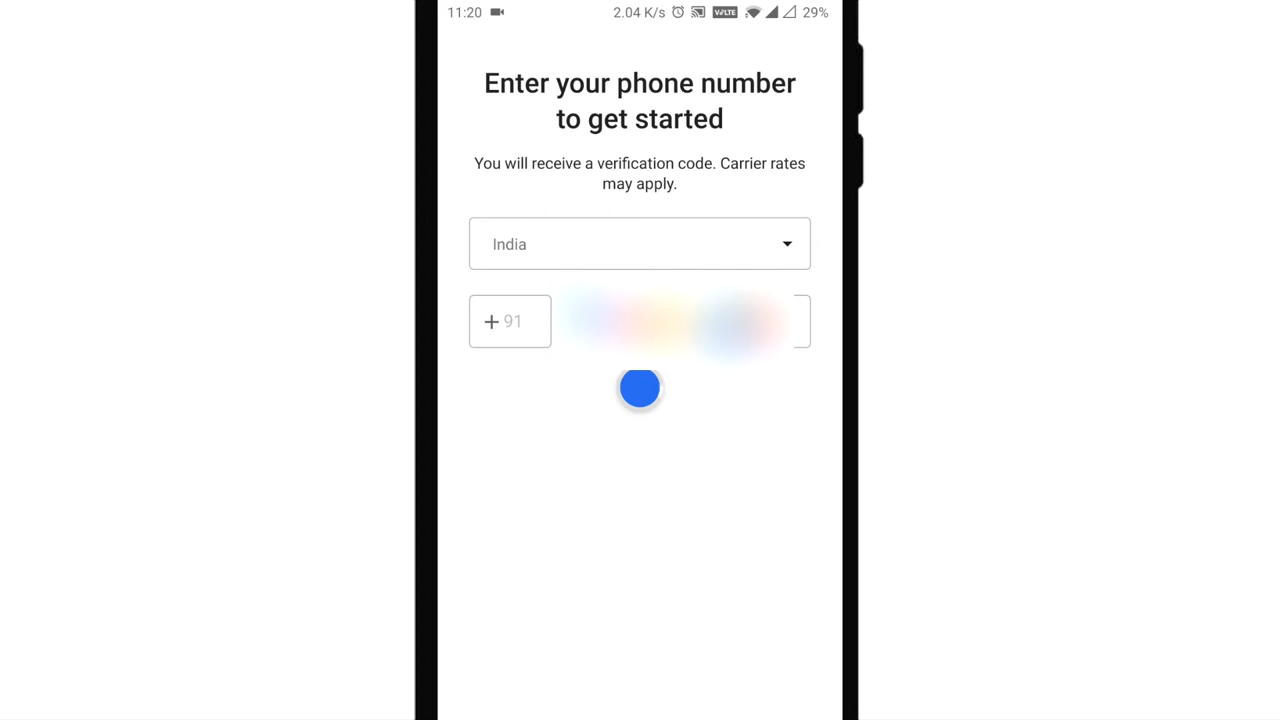 11:20 2.04 K/s VoLTE 29%
Enter your phone number
to get started
You will receive a verification code. Carrier rates
may apply.
India
+ 91